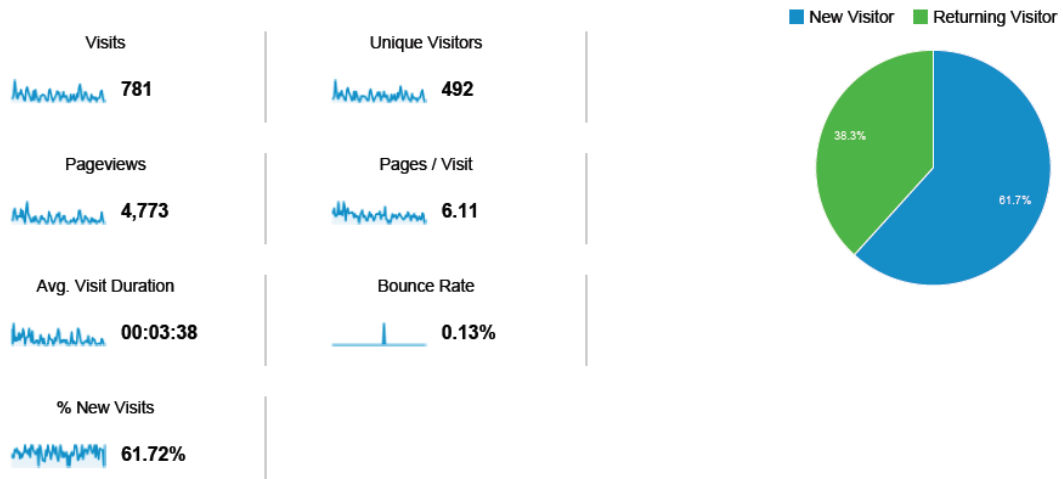 New Visitor
Returning Visitor
Visits
781
Unique Visitors
492
Pageviews
4,773
Pages / Visit
6.11
Avg. Visit Duration
00:03:38
Bounce Rate
0.13%
% New Visits
61.72%
38.3%
61.7%